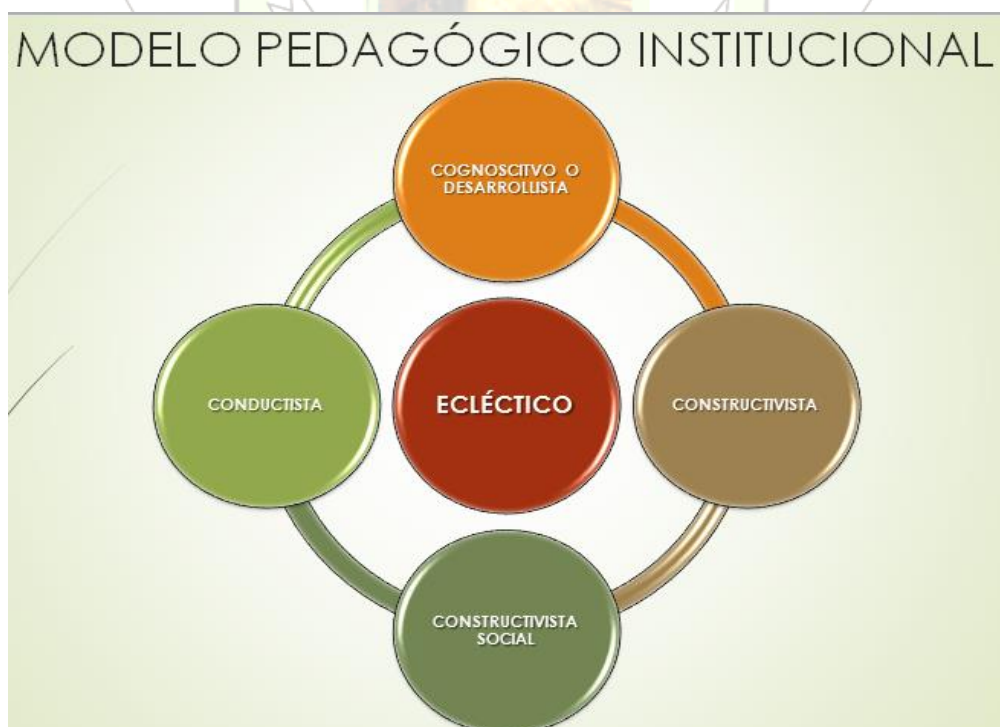 MODELO PEDAGÓGICO INSTITUCIONAL
COGNOSCITVO O
DESARROLLISTA
CONDUCTISTA
ECLÉCTICO
CONSTRUCTIVISTA
CONSTRUCTIVISTA
SOCIAL